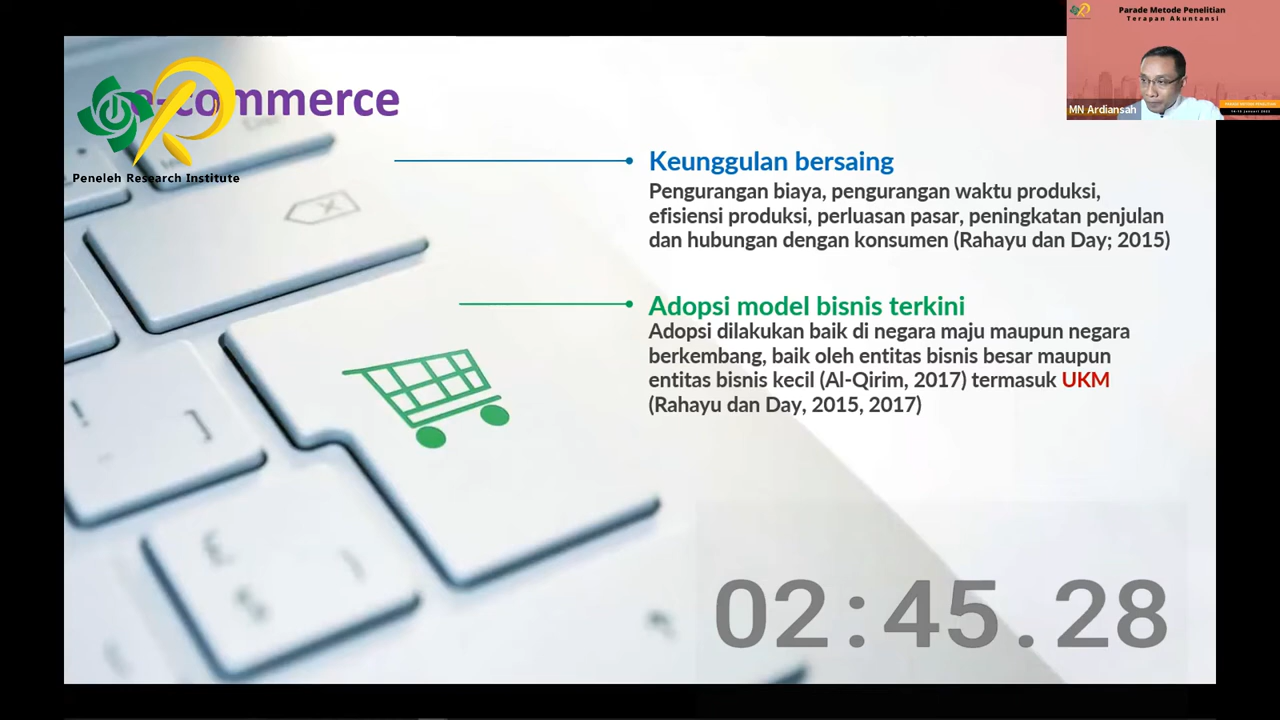 Parade Metode Penelitian
Terapan Akuntansi
MN Ardiansah
e-commerce
Peneleh Research Institute
Keunggulan bersaing
Pengurangan biaya, pengurangan waktu produksi,
efisiensi produksi, perluasan pasar, peningkatan penjulan
dan hubungan dengan konsumen (Rahayu dan Day; 2015)
Adopsi model bisnis terkini
Adopsi dilakukan baik di negara maju maupun negara
berkembang, baik oleh entitas bisnis besar maupun
entitas bisnis kecil (Al-Qirim, 2017) termasuk UKM
(Rahayu dan Day, 2015, 2017)
02:45.28